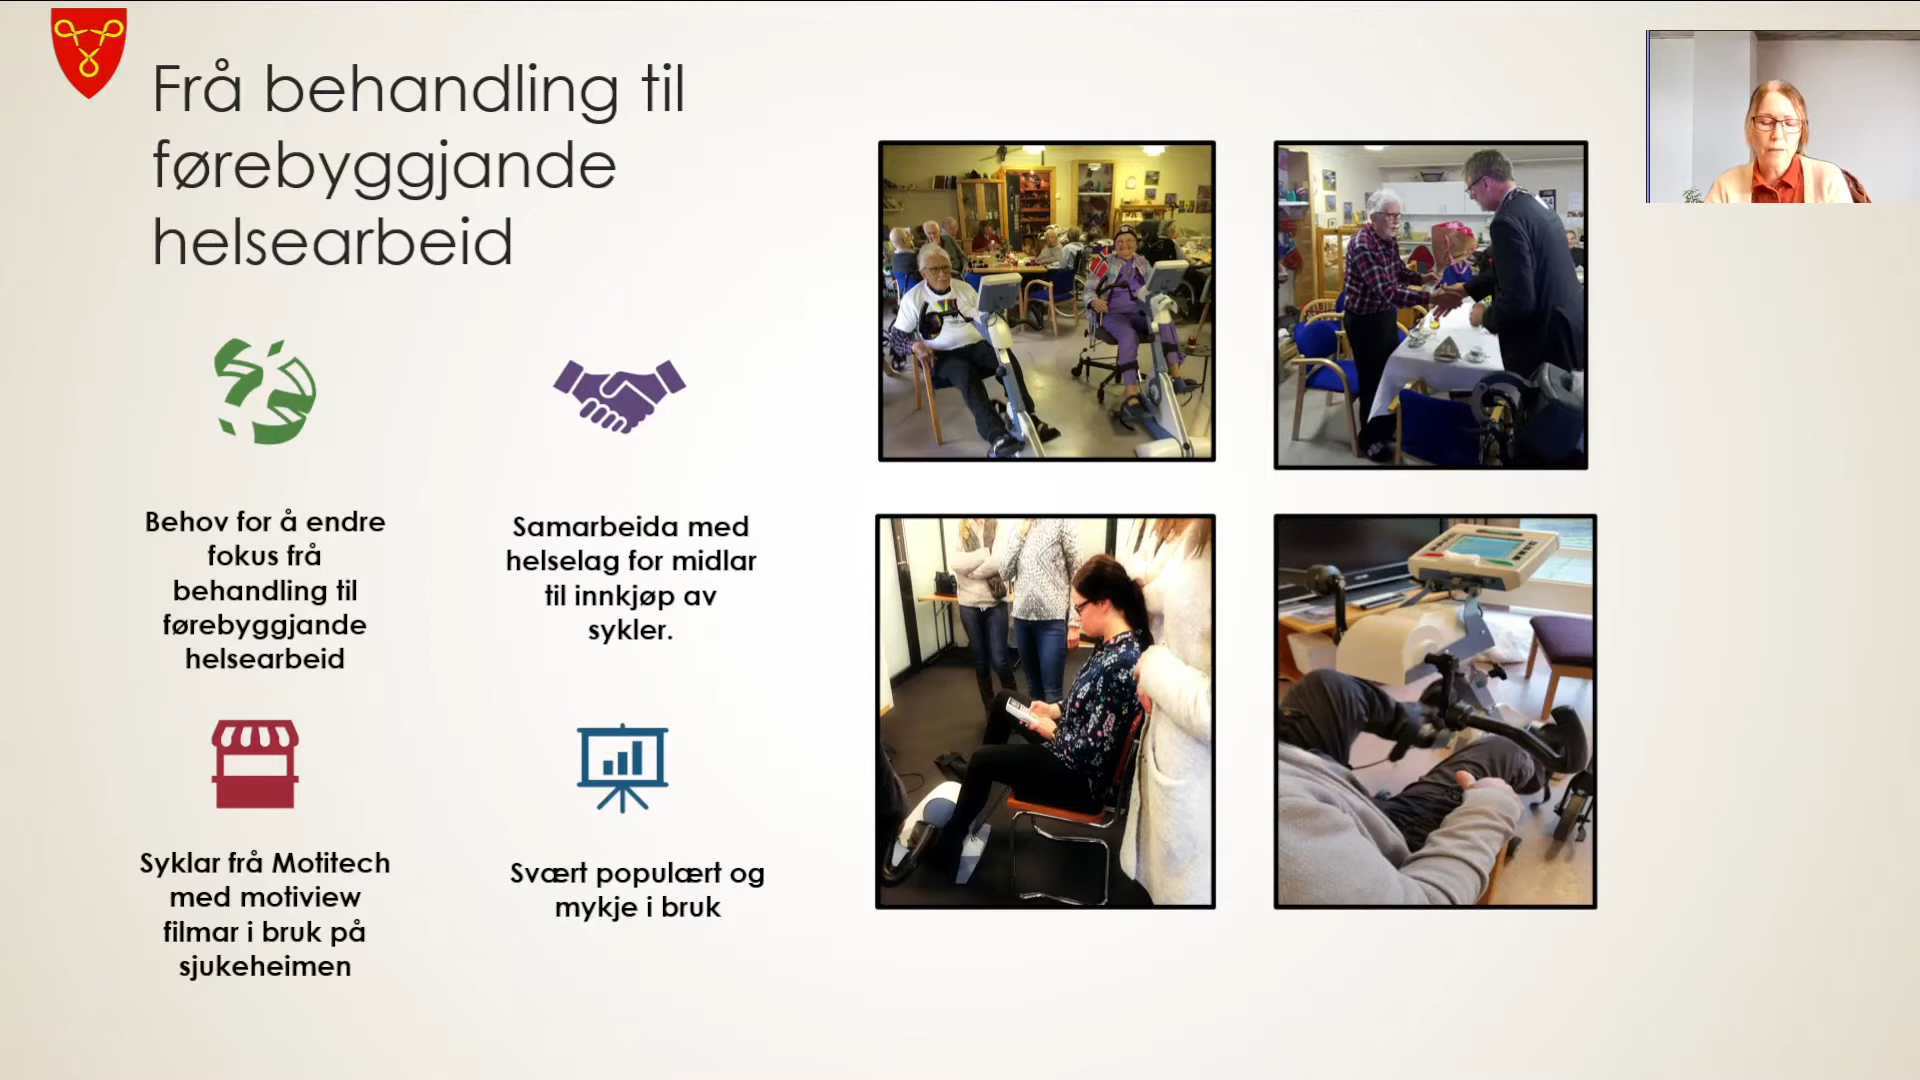 Frå behandling til
førebyggjande
helsearbeid
Behov for å endre
fokus frå
behandling til
førebyggjande
helsearbeid
Samarbeida med
helselag for midlar
til innkjøp av
sykler.
Syklar frå Motitech
med motiview
filmar i bruk på
sjukeheimen
Svært populært og
mykje i bruk